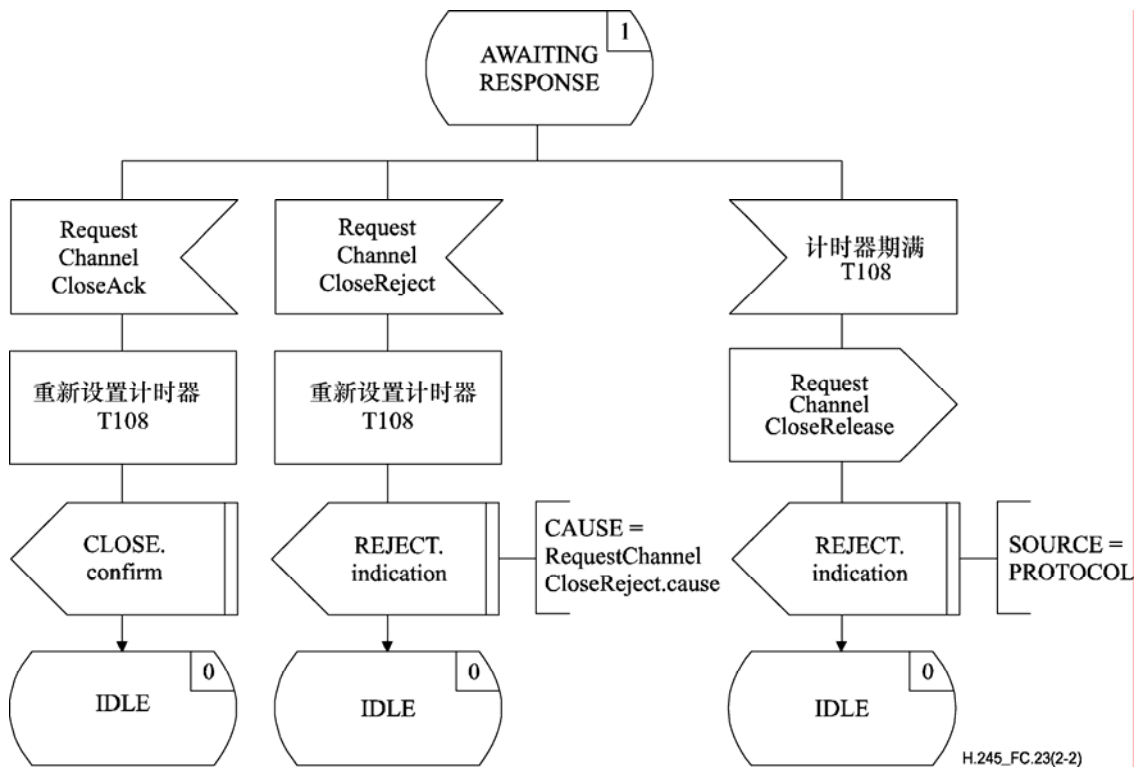 1
AWAITING
RESPONSE
Request
Channel
CloseAck
Request
Channel
CloseReject
计时器期满
T108
重新设置计时器
T108
重新设置计时器
T108
Request
Channel
CloseRelease
CLOSE.
confirm
REJECT.
indication
CAUSE =
RequestChannel
CloseReject.cause
REJECT.
indication
SOURCE =
PROTOCOL
0
IDLE
0
IDLE
0
IDLE
H.245_FC.23(2-2)